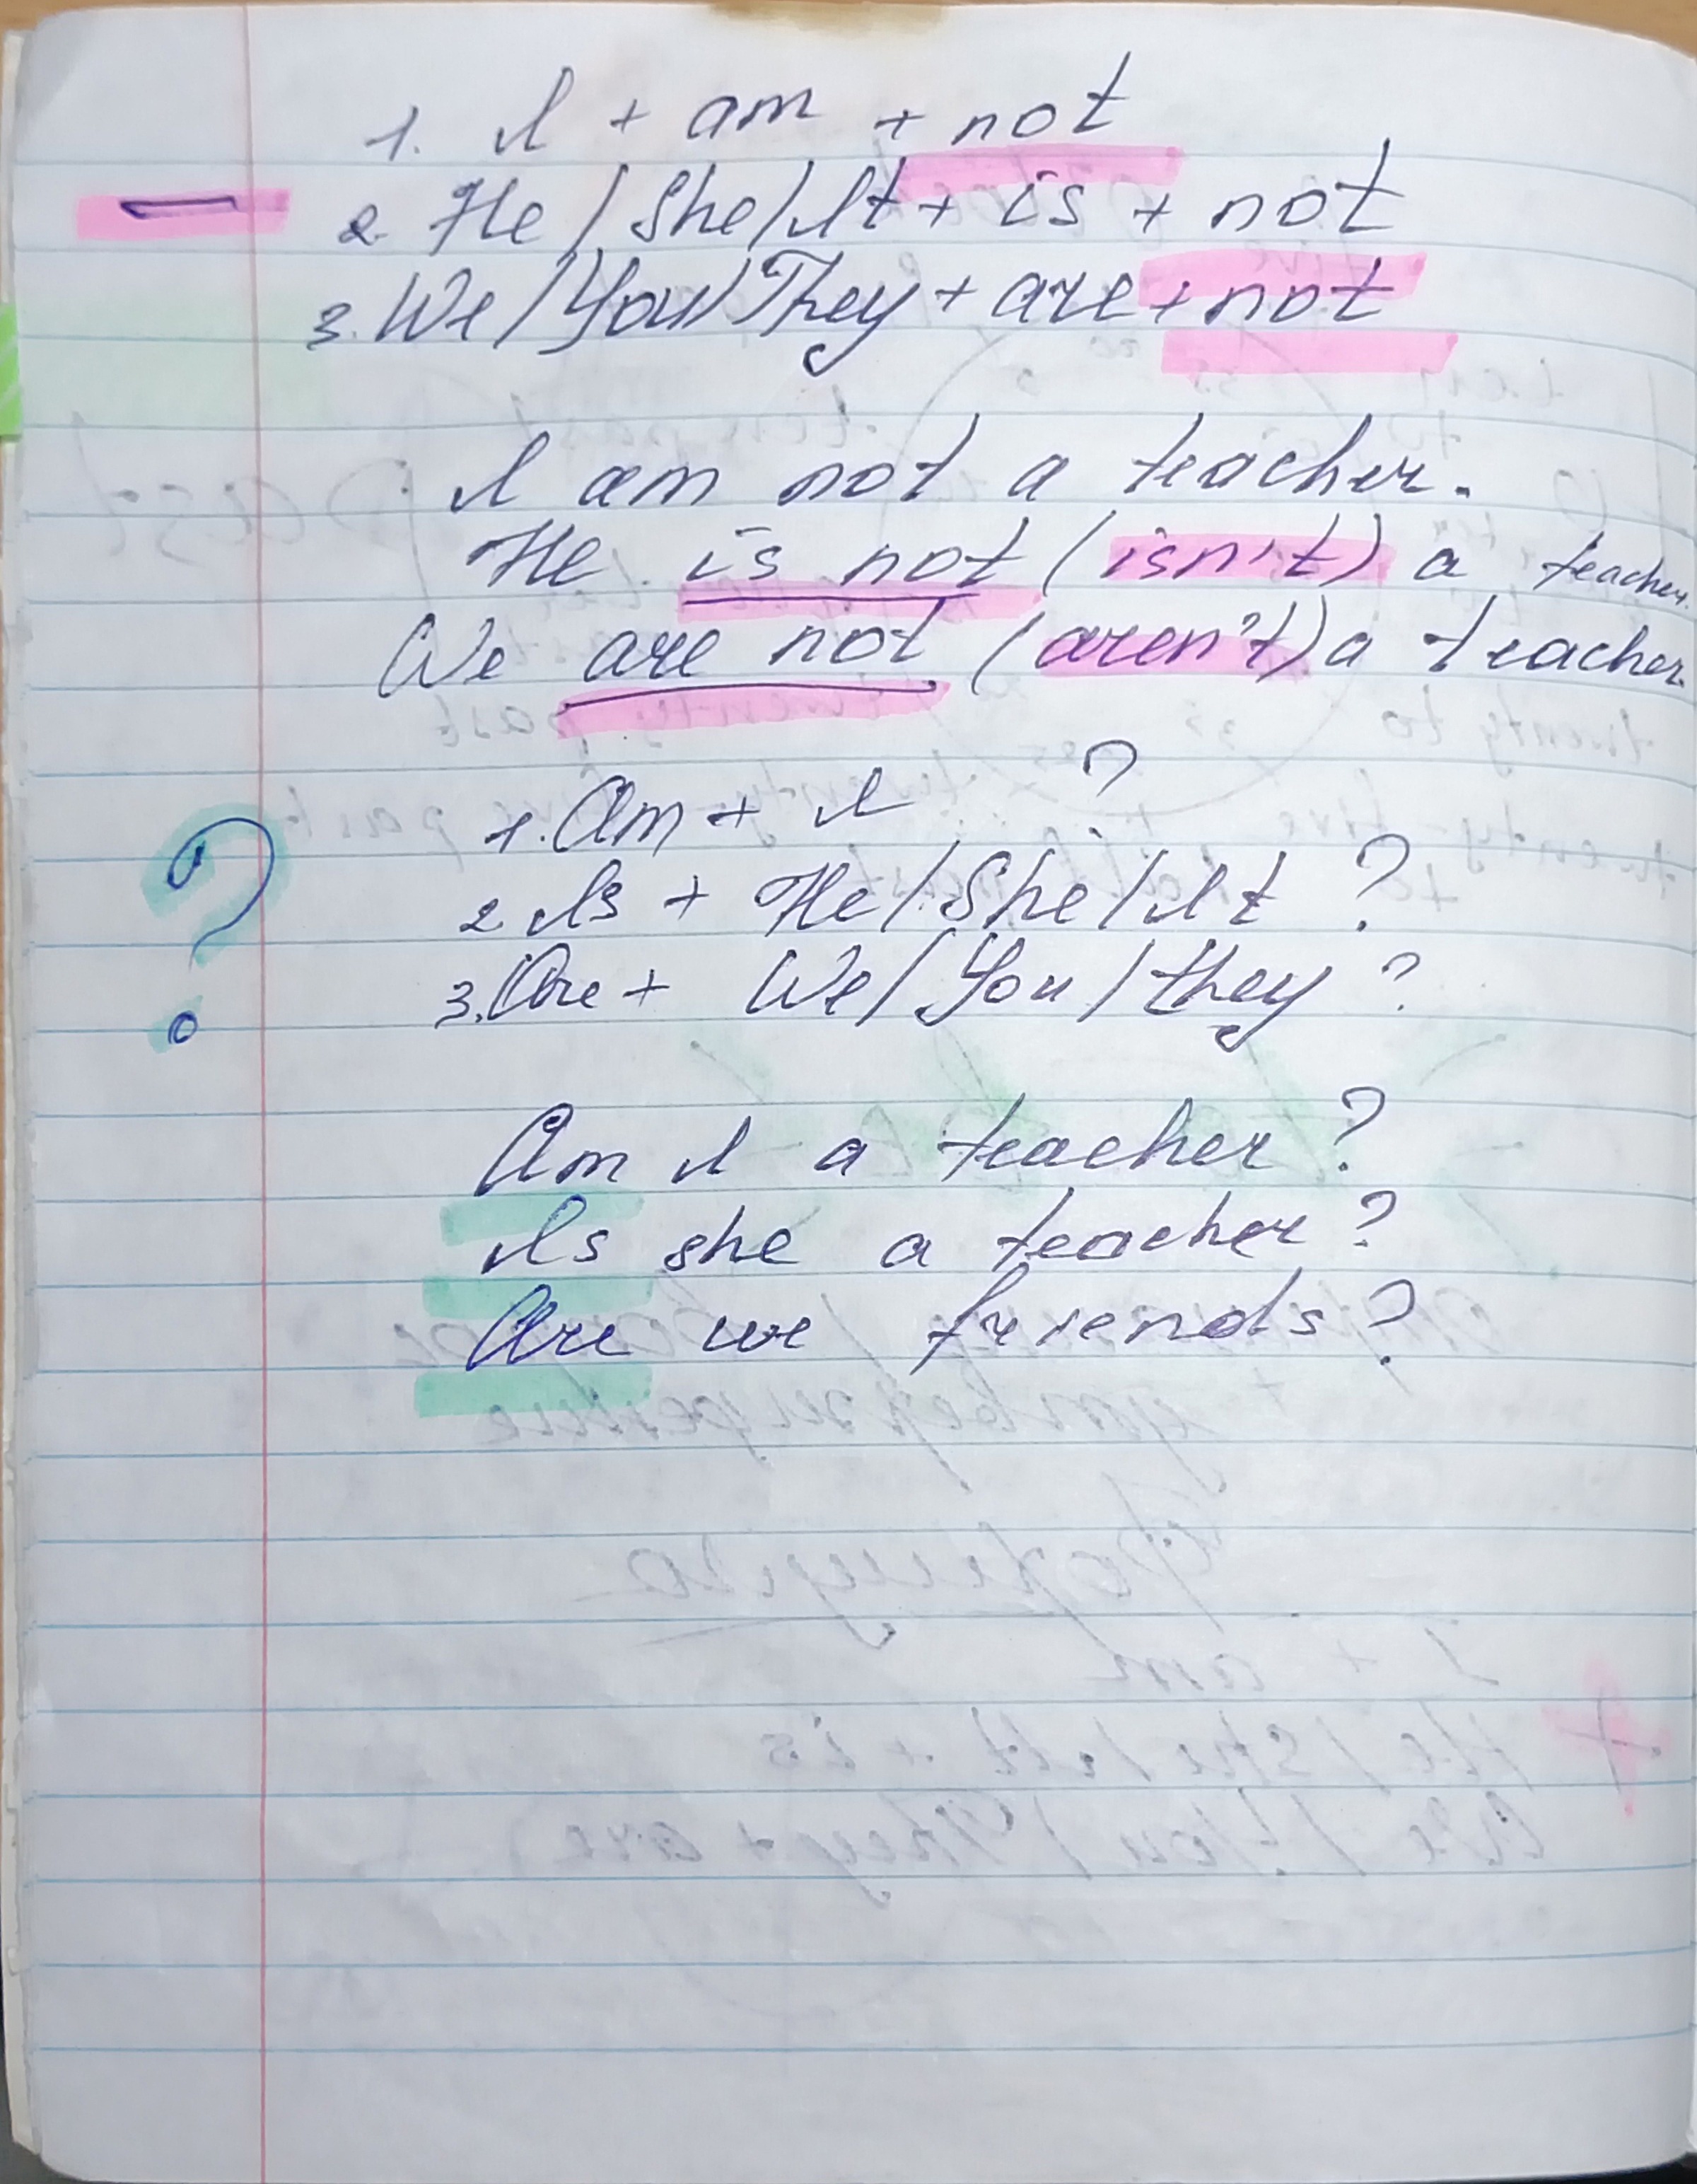 1. I + am + not
— 2. He / She / It + is + not
3. We / You / They + are + not
I am not a teacher.
He is not (isn't) a teacher.
We are not (aren't) a teacher.
1. Am + I ?
? 2. Is + He / She / It ?
3. Are + We / You / they ?
Am I a teacher?
Is she a teacher?
Are we friends?